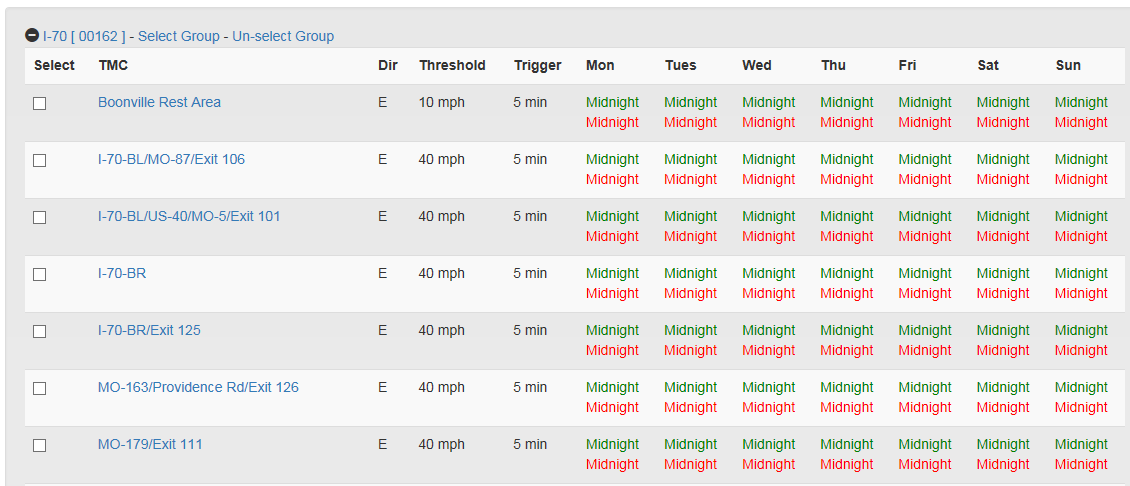 I-70 [ 00162 ] - Select Group - Un-select Group
Select TMC Dir Threshold Trigger Mon Tues Wed Thu Fri Sat Sun
Boonville Rest Area E 10 mph 5 min Midnight Midnight Midnight Midnight Midnight Midnight Midnight
Midnight Midnight Midnight Midnight Midnight Midnight Midnight
I-70-BL/MO-87/Exit 106 E 40 mph 5 min Midnight Midnight Midnight Midnight Midnight Midnight Midnight
Midnight Midnight Midnight Midnight Midnight Midnight Midnight
I-70-BL/US-40/MO-5/Exit 101 E 40 mph 5 min Midnight Midnight Midnight Midnight Midnight Midnight Midnight
Midnight Midnight Midnight Midnight Midnight Midnight Midnight
I-70-BR E 40 mph 5 min Midnight Midnight Midnight Midnight Midnight Midnight Midnight
Midnight Midnight Midnight Midnight Midnight Midnight Midnight
I-70-BR/Exit 125 E 40 mph 5 min Midnight Midnight Midnight Midnight Midnight Midnight Midnight
Midnight Midnight Midnight Midnight Midnight Midnight Midnight
MO-163/Providence Rd/Exit 126 E 40 mph 5 min Midnight Midnight Midnight Midnight Midnight Midnight Midnight
Midnight Midnight Midnight Midnight Midnight Midnight Midnight
MO-179/Exit 111 E 40 mph 5 min Midnight Midnight Midnight Midnight Midnight Midnight Midnight
Midnight Midnight Midnight Midnight Midnight Midnight Midnight